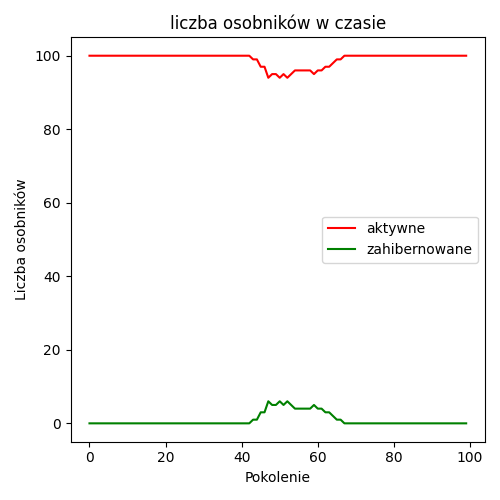 liczba osobników w czasie
Liczba osobników
100
80
60
40
20
0
aktywne
zahibernowane
0 20 40 60 80 100
Pokolenie